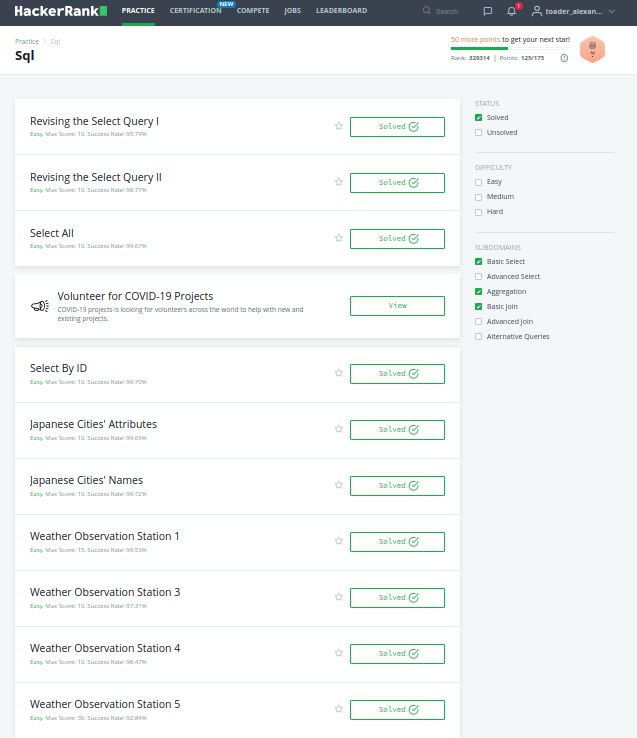 HackerRank
PRACTICE
CERTIFICATION
NEW
COMPETE
JOBS
LEADERBOARD
Search
1
toader_alexan...
Practice > Sql
Sql
50 more points to get your next star!
Rank: 329314 | Points: 125/175
Revising the Select Query I
Easy, Max Score: 10, Success Rate: 95.79%
Solved
Revising the Select Query II
Easy, Max Score: 10, Success Rate: 98.77%
Solved
Select All
Easy, Max Score: 10, Success Rate: 99.67%
Solved
Volunteer for COVID-19 Projects
COVID-19 projects is looking for volunteers across the world to help with new and
existing projects.
View
Select By ID
Easy, Max Score: 10, Success Rate: 99.70%
Solved
Japanese Cities' Attributes
Easy, Max Score: 10, Success Rate: 99.69%
Solved
Japanese Cities' Names
Easy, Max Score: 10, Success Rate: 99.72%
Solved
Weather Observation Station 1
Easy, Max Score: 15, Success Rate: 99.53%
Solved
Weather Observation Station 3
Easy, Max Score: 10, Success Rate: 97.31%
Solved
Weather Observation Station 4
Easy, Max Score: 10, Success Rate: 98.47%
Solved
Weather Observation Station 5
Easy, Max Score: 30, Success Rate: 92.84%
Solved
STATUS
Solved
Unsolved
DIFFICULTY
Easy
Medium
Hard
SUBDOMAINS
Basic Select
Advanced Select
Aggregation
Basic Join
Advanced Join
Alternative Queries